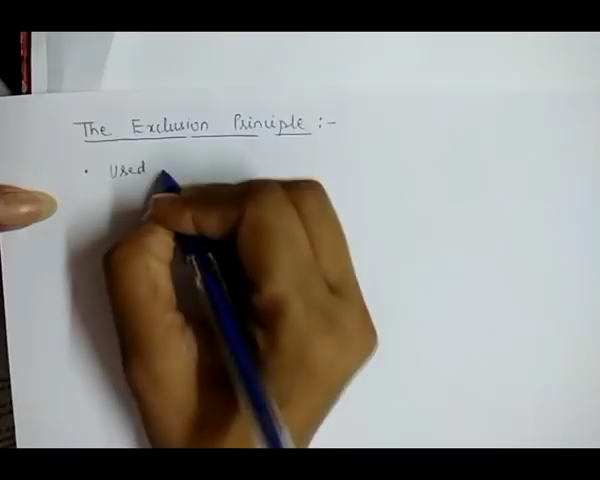 The Exclusion Principle :-
• Used